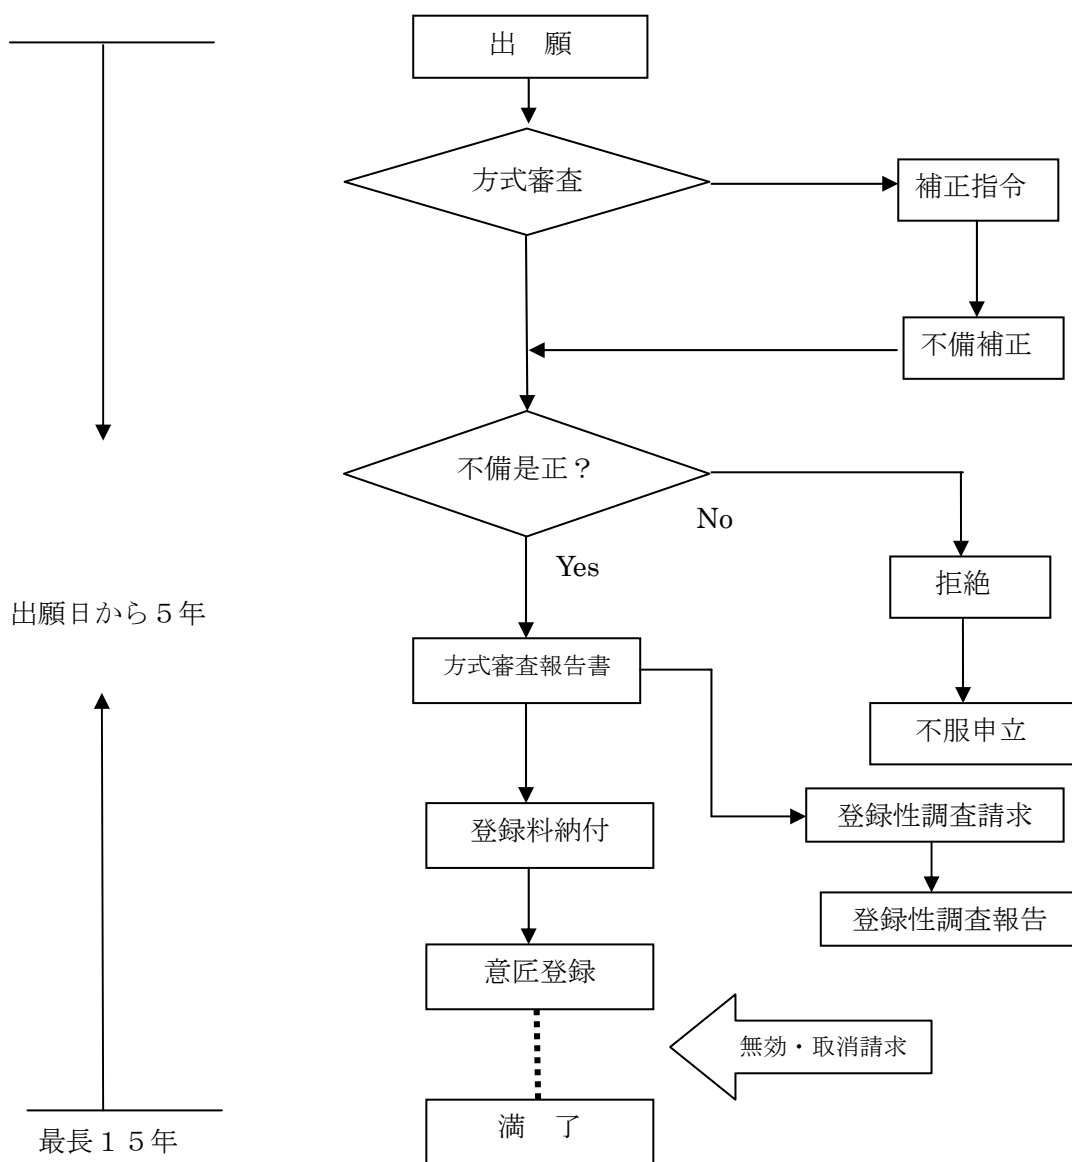 出　願
方式審査
補正指令
不備補正
不備是正？
No
Yes
拒絶
出願日から５年
方式審査報告書
不服申立
登録性調査請求
登録料納付
登録性調査報告
意匠登録
無効・取消請求
満　了
最長１５年